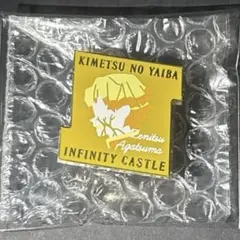 KIMETSU NO YAIBA
Zenitsu
Agatsuma
INFINITY CASTLE